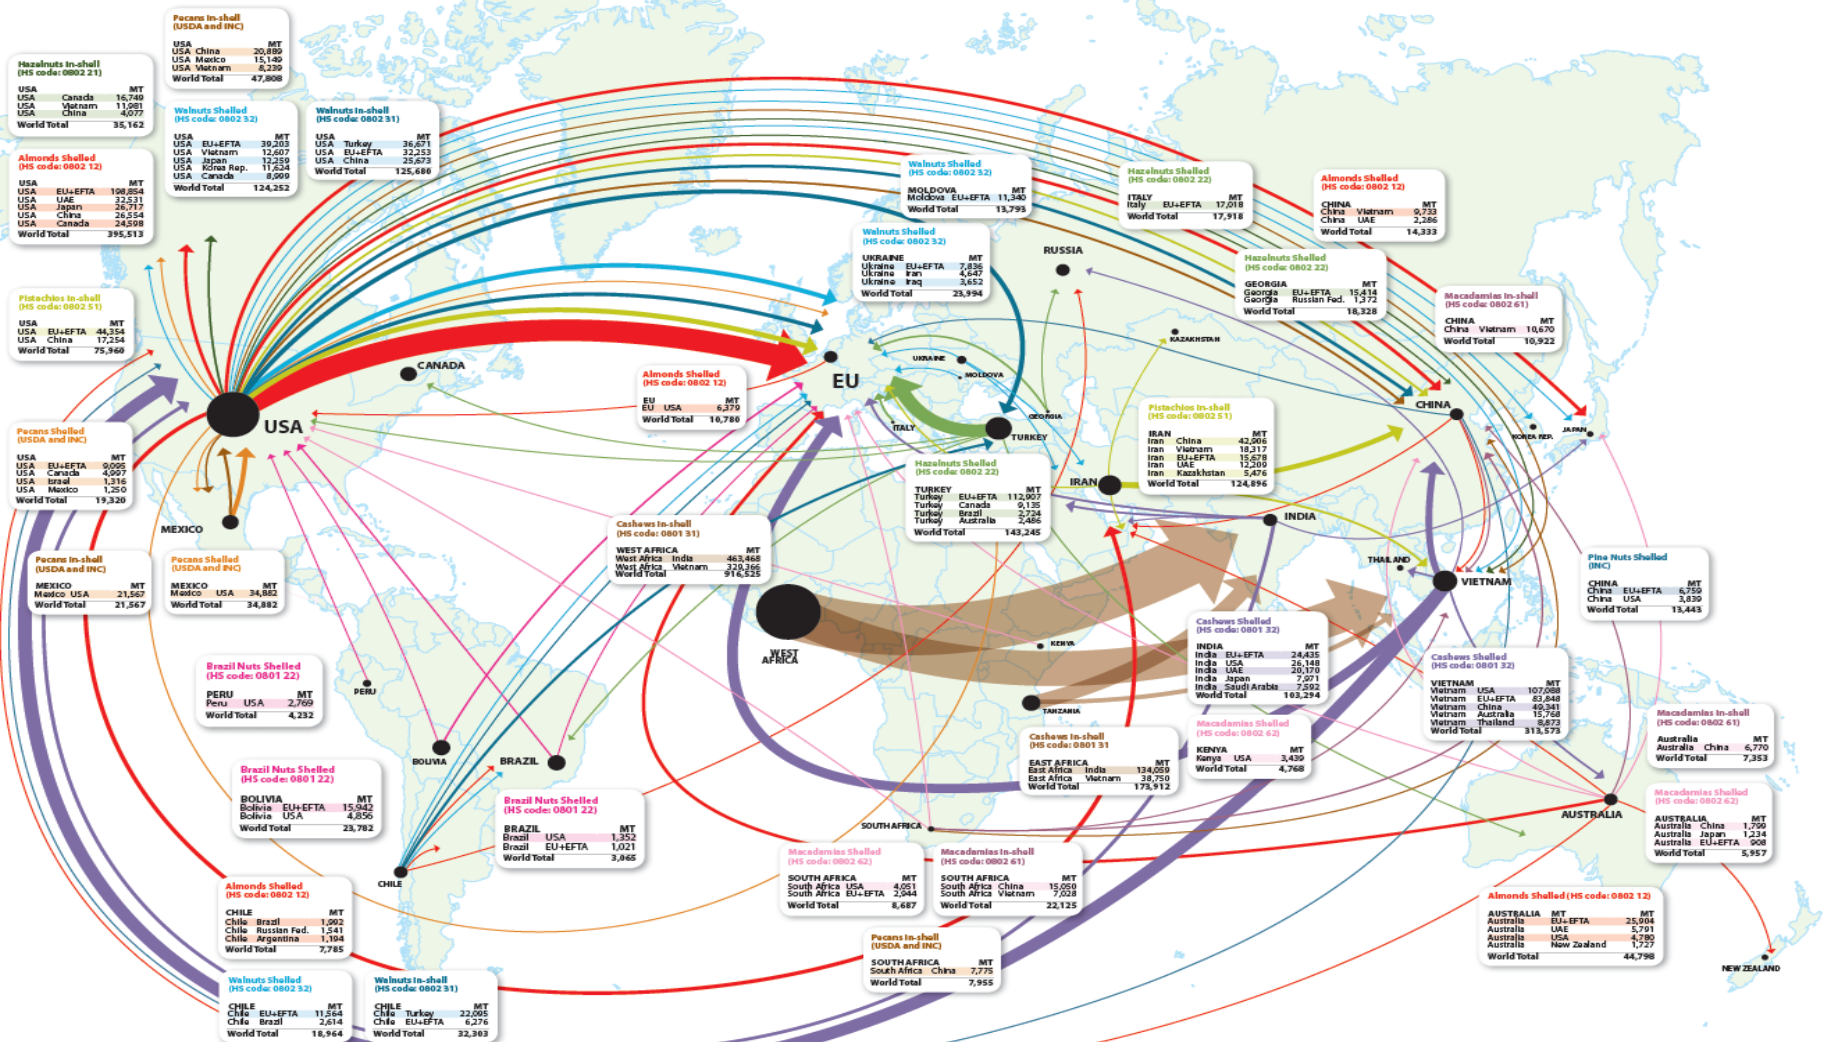 Pecans In-shell
(USDA and INC)
USA MT
USA China 20,889
USA Mexico 15,149
USA Vietnam 8,239
World Total 47,808
Hazelnuts In-shell
(HS code: 0802 21)
USA MT
USA Canada 16,749
USA Vietnam 11,981
USA China 4,077
World Total 35,162
Walnuts Shelled
(HS code: 0802 32)
USA MT
USA EU+EFTA 39,203
USA Vietnam 12,607
USA Japan 12,259
USA Korea Rep. 11,624
USA Canada 8,999
World Total 124,252
Walnuts In-shell
(HS code: 0802 31)
USA MT
USA Turkey 36,671
USA EU+EFTA 32,253
USA China 25,673
World Total 125,680
Almonds Shelled
(HS code: 0802 12)
USA MT
USA EU+EFTA 198,854
USA UAE 32,531
USA Japan 26,717
USA China 26,554
USA Canada 24,598
World Total 395,513
Walnuts Shelled
(HS code: 0802 32)
MOLDOVA MT
Moldova EU+EFTA 11,340
World Total 13,793
Hazelnuts Shelled
(HS code: 0802 22)
ITALY MT
Italy EU+EFTA 17,018
World Total 17,918
Almonds Shelled
(HS code: 0802 12)
CHINA MT
China Vietnam 9,733
China UAE 2,286
World Total 14,333
Walnuts Shelled
(HS code: 0802 32)
UKRAINE MT
Ukraine EU+EFTA 7,836
Ukraine Iran 4,647
Ukraine Iraq 3,652
World Total 23,994
RUSSIA
Hazelnuts Shelled
(HS code: 0802 22)
GEORGIA MT
Georgia EU+EFTA 15,414
Georgia Russian Fed. 1,372
World Total 18,328
Macadamias In-shell
(HS code: 0802 61)
CHINA MT
China Vietnam 10,670
World Total 10,922
Pistachios In-shell
(HS code: 0802 51)
USA MT
USA EU+EFTA 44,354
USA China 17,254
World Total 75,960
CANADA
Almonds Shelled
(HS code: 0802 12)
EU MT
EU USA 6,379
World Total 10,780
EU
UKRAINE
MOLDOVA
KAZAKHSTAN
GEORGIA
ITALY
TURKEY
CHINA
KOREA REP.
JAPAN
USA
Pecans Shelled
(USDA and INC)
USA MT
USA EU+EFTA 9,095
USA Canada 4,997
USA Israel 1,316
USA Mexico 1,250
World Total 19,320
Pistachios In-shell
(HS code: 0802 51)
IRAN MT
Iran China 42,906
Iran Vietnam 18,317
Iran EU+EFTA 15,678
Iran UAE 12,209
Iran Kazakhstan 5,476
World Total 124,896
Hazelnuts Shelled
(HS code: 0802 22)
TURKEY MT
Turkey EU+EFTA 112,907
Turkey Canada 9,135
Turkey Brazil 2,724
Turkey Australia 2,486
World Total 143,245
IRAN
INDIA
MEXICO
Cashews In-shell
(HS code: 0801 31)
WEST AFRICA MT
West Africa India 463,468
West Africa Vietnam 329,366
World Total 916,525
THAILAND
VIETNAM
Pecans In-shell
(USDA and INC)
MEXICO MT
Mexico USA 21,567
World Total 21,567
Pecans Shelled
(USDA and INC)
MEXICO MT
Mexico USA 34,882
World Total 34,882
Pine Nuts Shelled
(INC)
CHINA MT
China EU+EFTA 6,759
China USA 3,839
World Total 13,443
WEST
AFRICA
KENYA
TANZANIA
Cashews Shelled
(HS code: 0801 32)
INDIA MT
India EU+EFTA 24,435
India USA 26,148
India UAE 20,170
India Japan 7,971
India Saudi Arabia 7,592
World Total 103,294
Cashews Shelled
(HS code: 0801 32)
VIETNAM MT
Vietnam USA 107,088
Vietnam EU+EFTA 83,848
Vietnam China 49,341
Vietnam Australia 15,768
Vietnam Thailand 8,873
World Total 313,573
Brazil Nuts Shelled
(HS code: 0801 22)
PERU MT
Peru USA 2,769
World Total 4,232
PERU
Macadamias Shelled
(HS code: 0802 62)
KENYA MT
Kenya USA 3,439
World Total 4,768
Macadamias In-shell
(HS code: 0802 61)
Australia MT
Australia China 6,770
World Total 7,353
Cashews In-shell
(HS code: 0801 31
EAST AFRICA MT
East Africa India 134,059
East Africa Vietnam 38,750
World Total 173,912
BOLIVIA
BRAZIL
Brazil Nuts Shelled
(HS code: 0801 22)
BOLIVIA MT
Bolivia EU+EFTA 15,942
Bolivia USA 4,856
World Total 23,782
Brazil Nuts Shelled
(HS code: 0801 22)
BRAZIL MT
Brazil USA 1,352
Brazil EU+EFTA 1,021
World Total 3,065
SOUTH AFRICA
AUSTRALIA
Macadamias Shelled
(HS code: 0802 62)
AUSTRALIA MT
Australia China 1,799
Australia Japan 1,234
Australia EU+EFTA 908
World Total 5,957
Macadamias Shelled
(HS code: 0802 62)
SOUTH AFRICA MT
South Africa USA 4,051
South Africa EU+EFTA 2,944
World Total 8,687
Macadamias In-shell
(HS code: 0802 61)
SOUTH AFRICA MT
South Africa China 15,050
South Africa Vietnam 7,028
World Total 22,125
CHILE
Almonds Shelled
(HS code: 0802 12)
CHILE MT
Chile Brazil 1,992
Chile Russian Fed. 1,541
Chile Argentina 1,194
World Total 7,785
Almonds Shelled (HS code: 0802 12)
AUSTRALIA MT MT
Australia EU+EFTA 25,904
Australia UAE 5,791
Australia USA 4,780
Australia New Zealand 1,727
World Total 44,798
Pecans In-shell
(USDA and INC)
SOUTH AFRICA MT
South Africa China 7,775
World Total 7,955
NEW ZEALAND
Walnuts Shelled
(HS code: 0802 32)
CHILE MT
Chile EU+EFTA 11,564
Chile Brazil 2,614
World Total 18,964
Walnuts In-shell
(HS code: 0802 31)
CHILE MT
Chile Turkey 22,095
Chile EU+EFTA 6,276
World Total 32,303